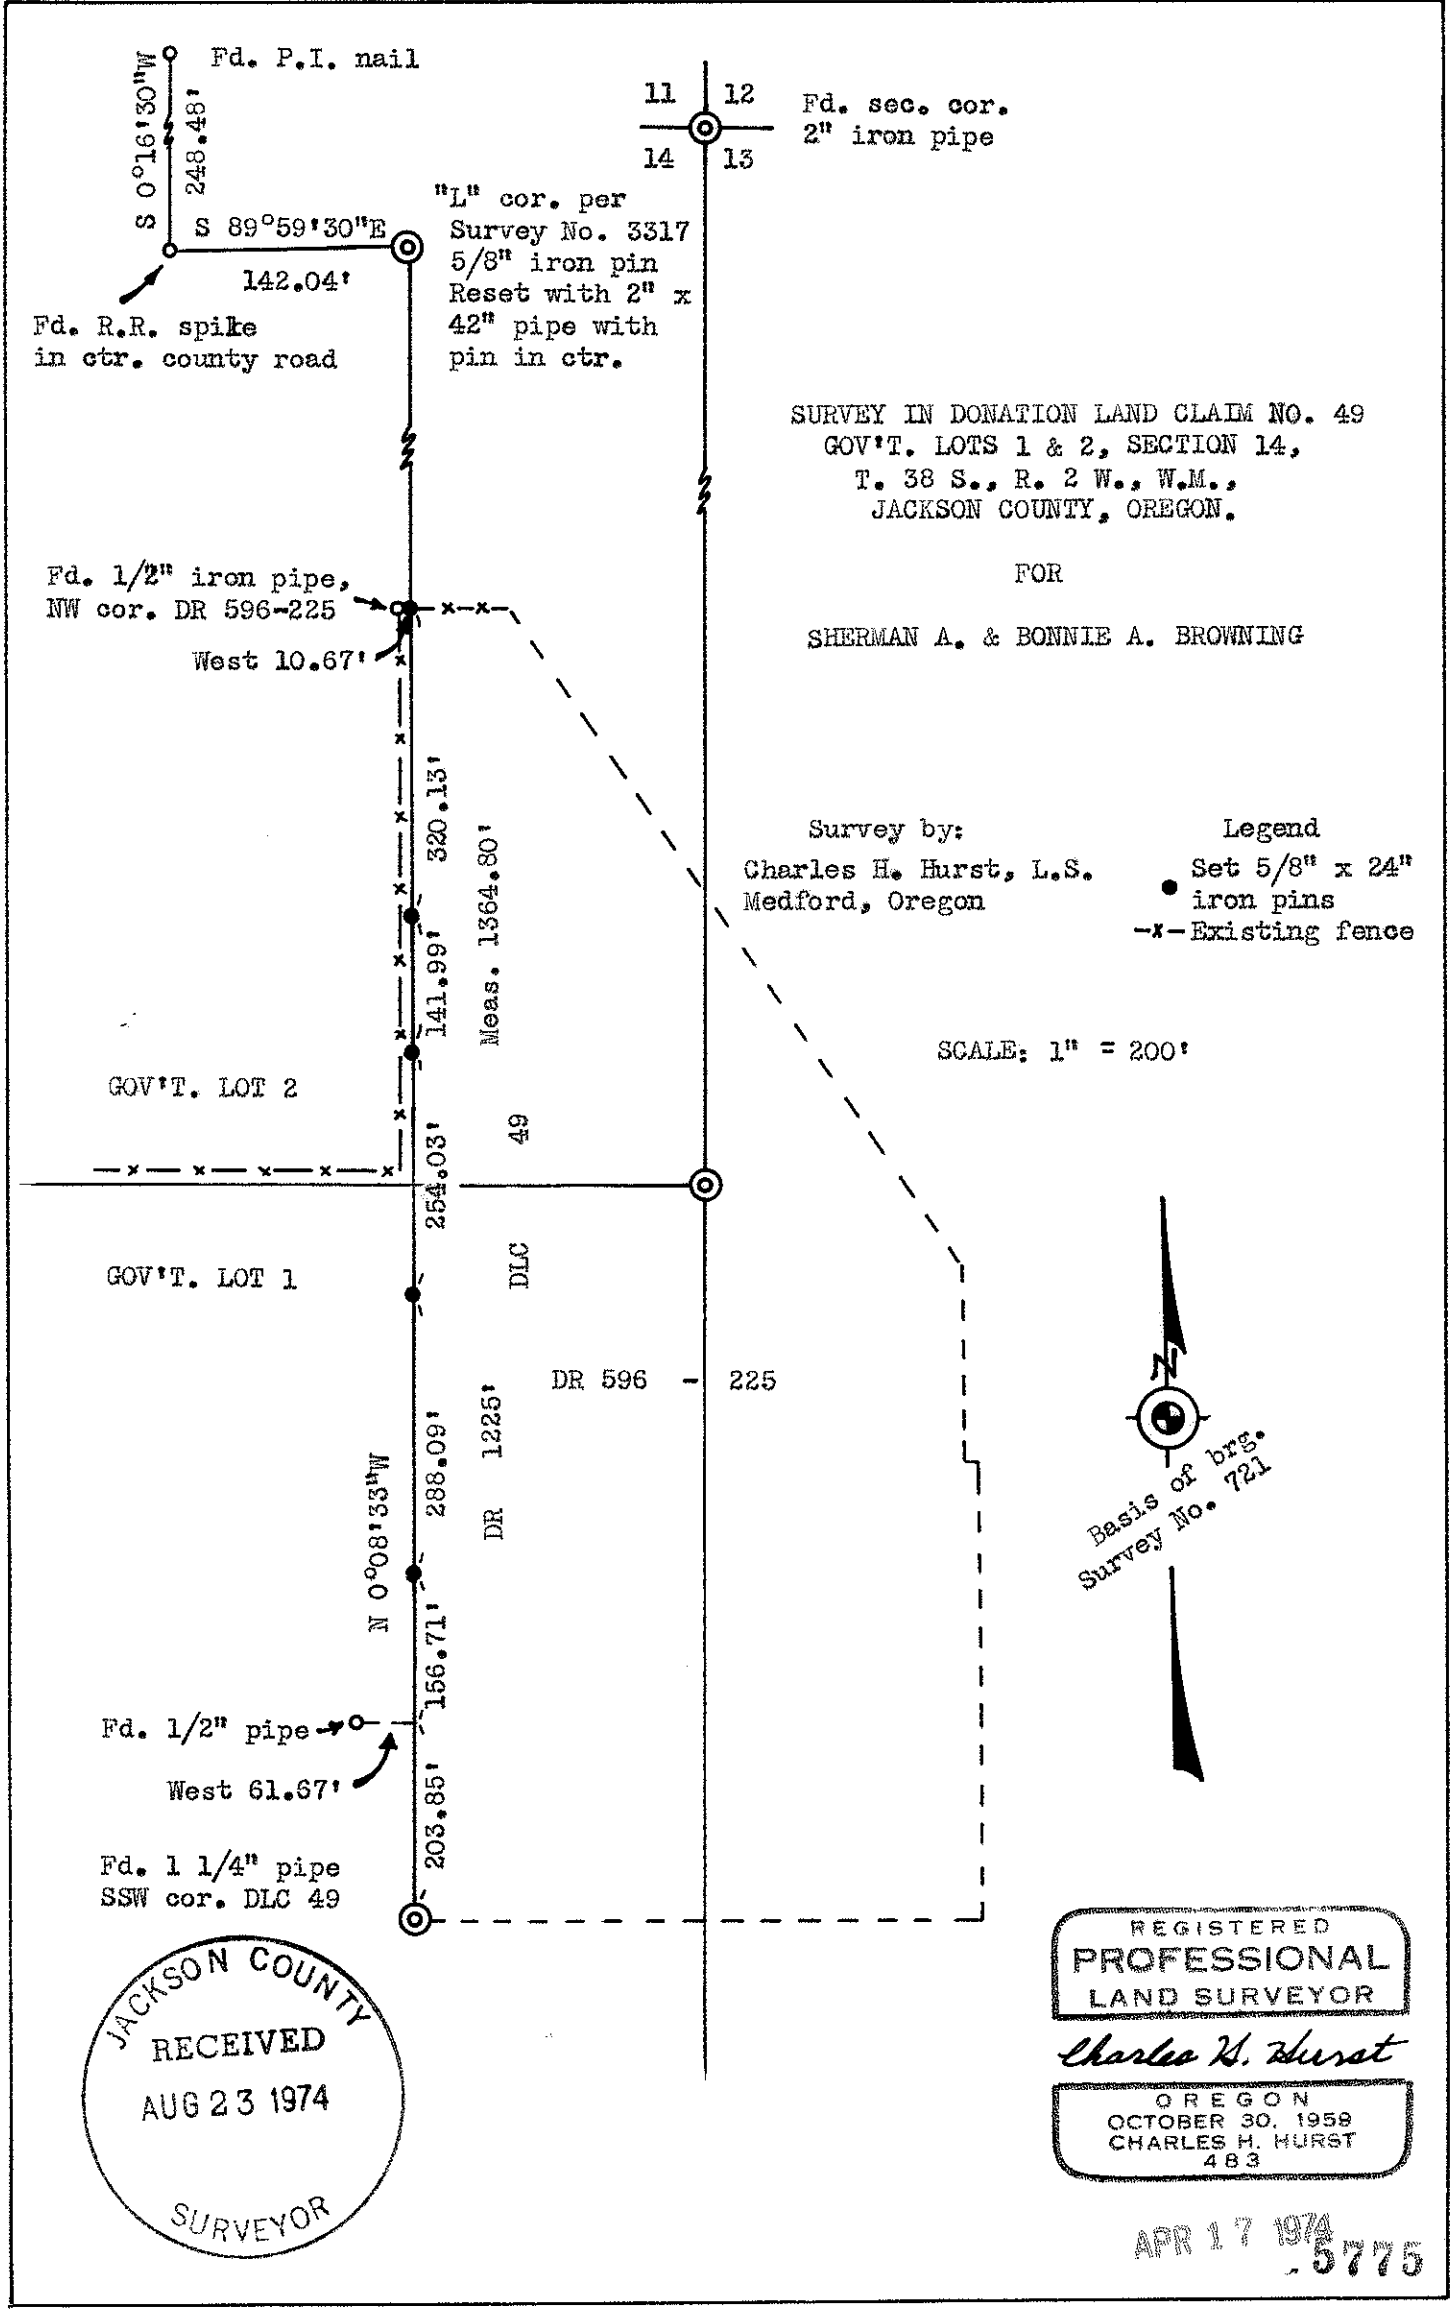 Fd. P.I. nail
S 0°16'30"W
248.48'
11 12
14 13
Fd. sec. cor.
2" iron pipe
S 89°59'30"E
142.04'
"L" cor. per
Survey No. 3317
5/8" iron pin
Reset with 2" x
42" pipe with
pin in ctr.
Fd. R.R. spike
in ctr. county road
SURVEY IN DONATION LAND CLAIM NO. 49
GOV'T. LOTS 1 & 2, SECTION 14,
T. 38 S., R. 2 W., W.M.,
JACKSON COUNTY, OREGON.
FOR
SHERMAN A. & BONNIE A. BROWNING
Fd. 1/2" iron pipe,
NW cor. DR 596-225
West 10.67'
320.13'
Meas. 1364.80'
141.99'
Survey by:
Charles H. Hurst, L.S.
Medford, Oregon
Legend
Set 5/8" x 24"
iron pins
-x- Existing fence
SCALE: 1" = 200'
GOV'T. LOT 2
254.03'
DLC 49
GOV'T. LOT 1
DR 596 - 225
288.09'
DR 1225'
N 0°08'33"W
N
Basis of brg.
Survey No. 721
156.71'
Fd. 1/2" pipe
West 61.67'
203.85'
Fd. 1 1/4" pipe
SSW cor. DLC 49
JACKSON COUNTY
RECEIVED
AUG 23 1974
SURVEYOR
REGISTERED
PROFESSIONAL
LAND SURVEYOR
Charles H. Hurst
OREGON
OCTOBER 30, 1959
CHARLES H. HURST
483
APR 17 1974
5775